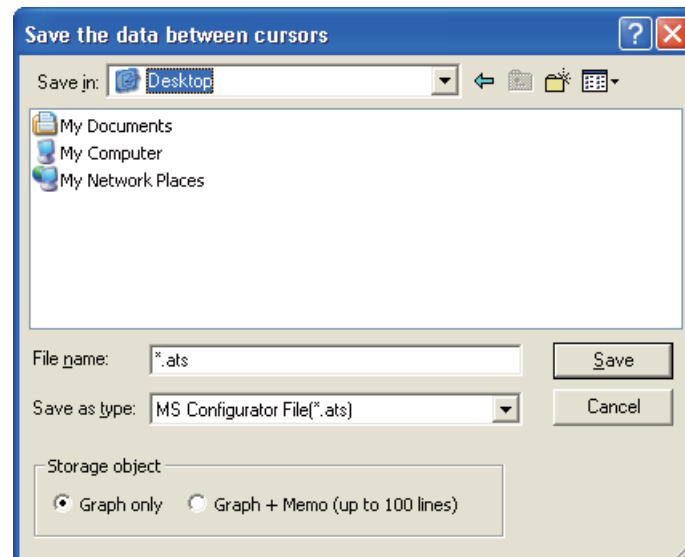 Save the data between cursors
Save in: Desktop
My Documents
My Computer
My Network Places
File name: *.ats Save
Save as type: MS Configurator File(*.ats) Cancel
Storage object
Graph only Graph + Memo (up to 100 lines)